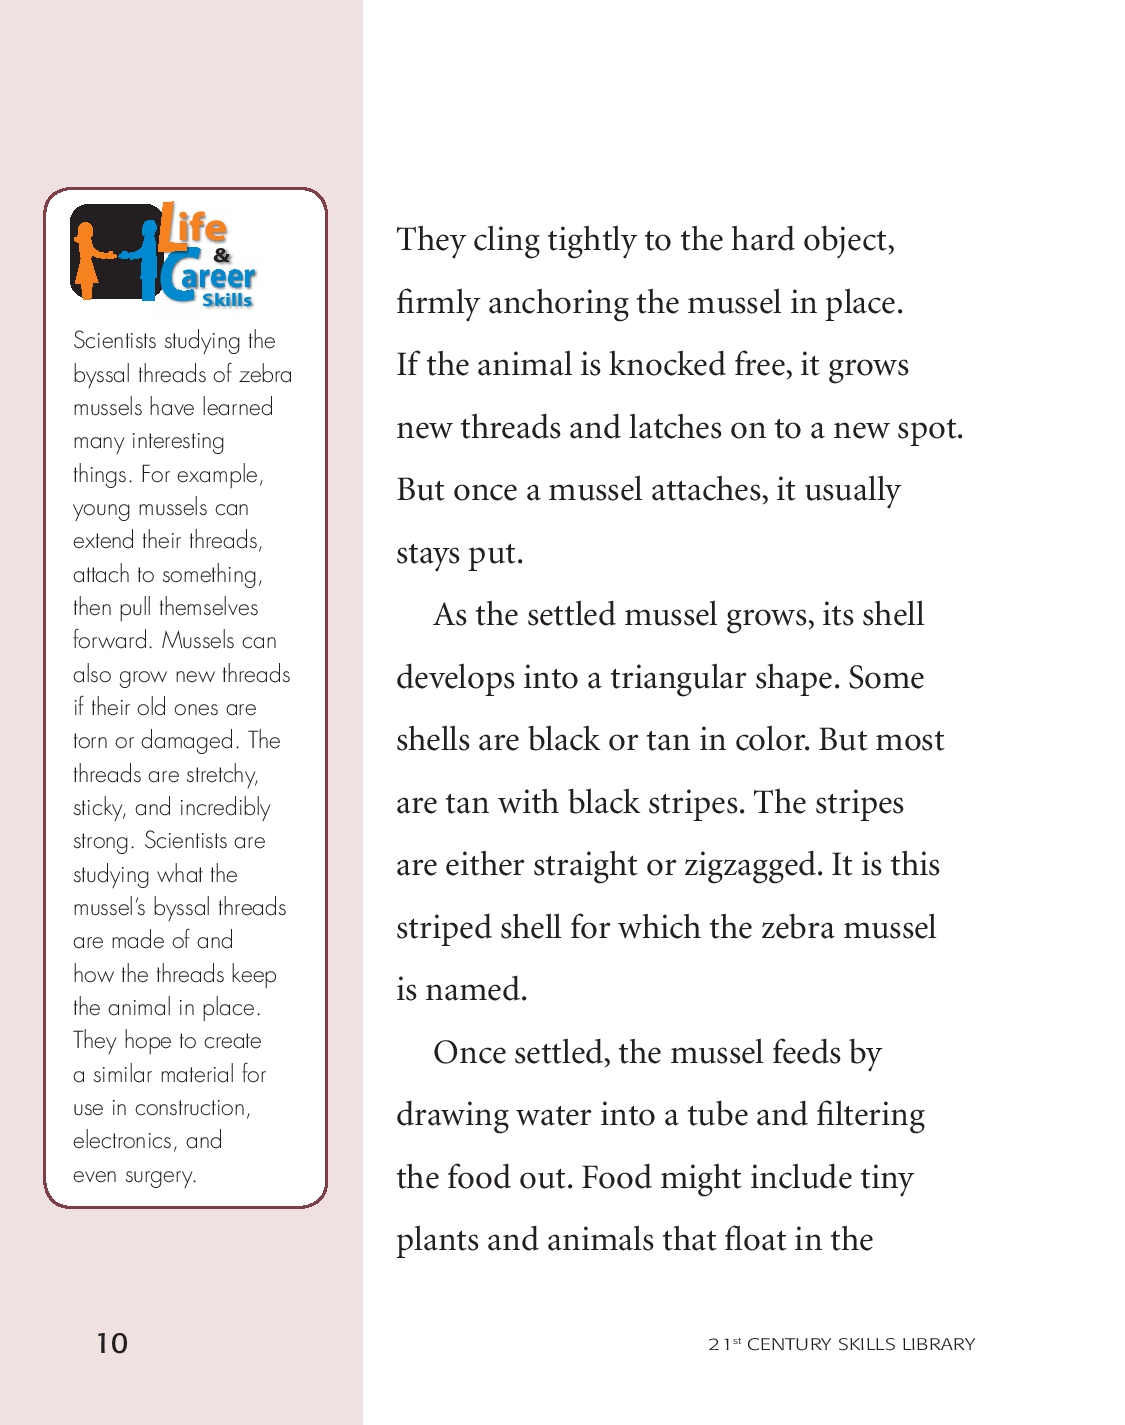 Life
&
Career
Skills
Scientists studying the
byssal threads of zebra
mussels have learned
many interesting
things. For example,
young mussels can
extend their threads,
attach to something,
then pull themselves
forward. Mussels can
also grow new threads
if their old ones are
torn or damaged. The
threads are stretchy,
sticky, and incredibly
strong. Scientists are
studying what the
mussel’s byssal threads
are made of and
how the threads keep
the animal in place.
They hope to create
a similar material for
use in construction,
electronics, and
even surgery.
They cling tightly to the hard object,
firmly anchoring the mussel in place.
If the animal is knocked free, it grows
new threads and latches on to a new spot.
But once a mussel attaches, it usually
stays put.
As the settled mussel grows, its shell
develops into a triangular shape. Some
shells are black or tan in color. But most
are tan with black stripes. The stripes
are either straight or zigzagged. It is this
striped shell for which the zebra mussel
is named.
Once settled, the mussel feeds by
drawing water into a tube and filtering
the food out. Food might include tiny
plants and animals that float in the
10
21st CENTURY SKILLS LIBRARY